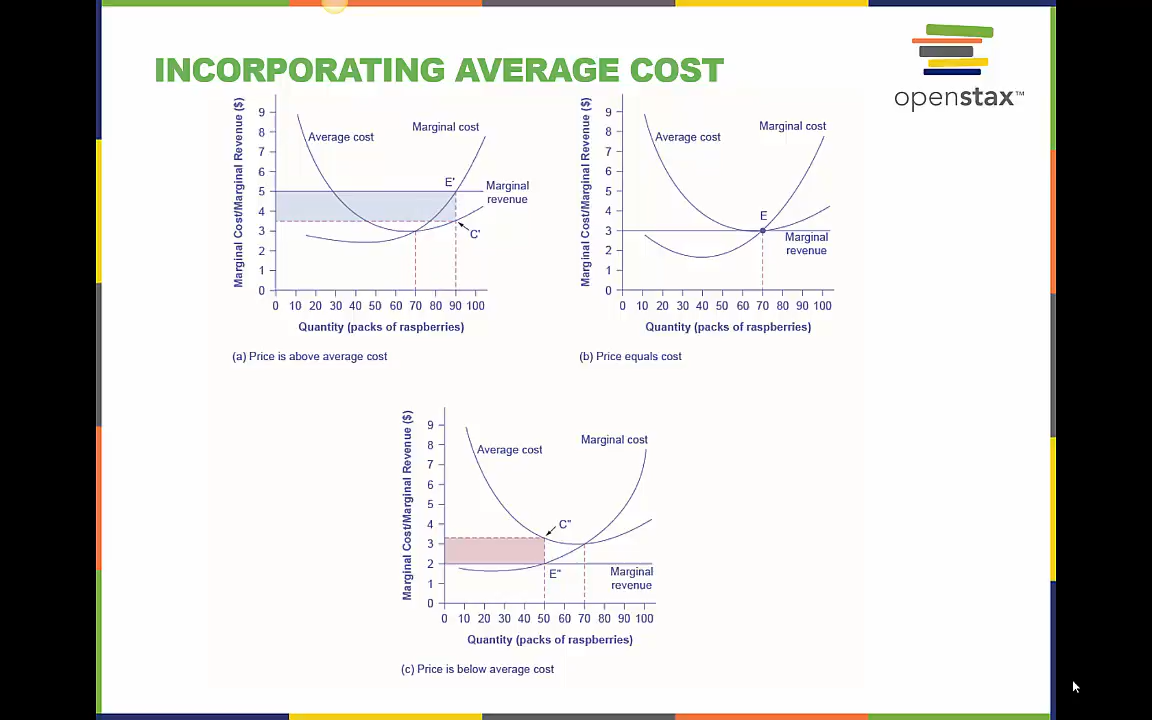 INCORPORATING AVERAGE COST
openstax™
Marginal Cost/Marginal Revenue ($)
9
8
7
6
5
4
3
2
1
0
Average cost
Marginal cost
E'
Marginal
revenue
C'
0 10 20 30 40 50 60 70 80 90 100
Quantity (packs of raspberries)
(a) Price is above average cost
Marginal Cost/Marginal Revenue ($)
9
8
7
6
5
4
3
2
1
0
Average cost
Marginal cost
E
Marginal
revenue
0 10 20 30 40 50 60 70 80 90 100
Quantity (packs of raspberries)
(b) Price equals cost
Marginal Cost/Marginal Revenue ($)
9
8
7
6
5
4
3
2
1
0
Average cost
Marginal cost
C"
E"
Marginal
revenue
0 10 20 30 40 50 60 70 80 90 100
Quantity (packs of raspberries)
(c) Price is below average cost